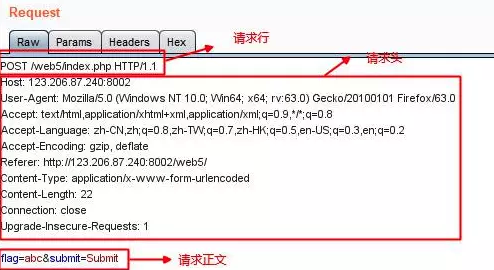 Request
Raw Params Headers Hex
请求行
POST /web5/index.php HTTP/1.1
请求头
Host: 123.206.87.240:8002
User-Agent: Mozilla/5.0 (Windows NT 10.0; Win64; x64; rv:63.0) Gecko/20100101 Firefox/63.0
Accept: text/html,application/xhtml+xml,application/xml;q=0.9,*/*;q=0.8
Accept-Language: zh-CN,zh;q=0.8,zh-TW;q=0.7,zh-HK;q=0.5,en-US;q=0.3,en;q=0.2
Accept-Encoding: gzip, deflate
Referer: http://123.206.87.240:8002/web5/
Content-Type: application/x-www-form-urlencoded
Content-Length: 22
Connection: close
Upgrade-Insecure-Requests: 1
flag=abc&submit=Submit 请求正文